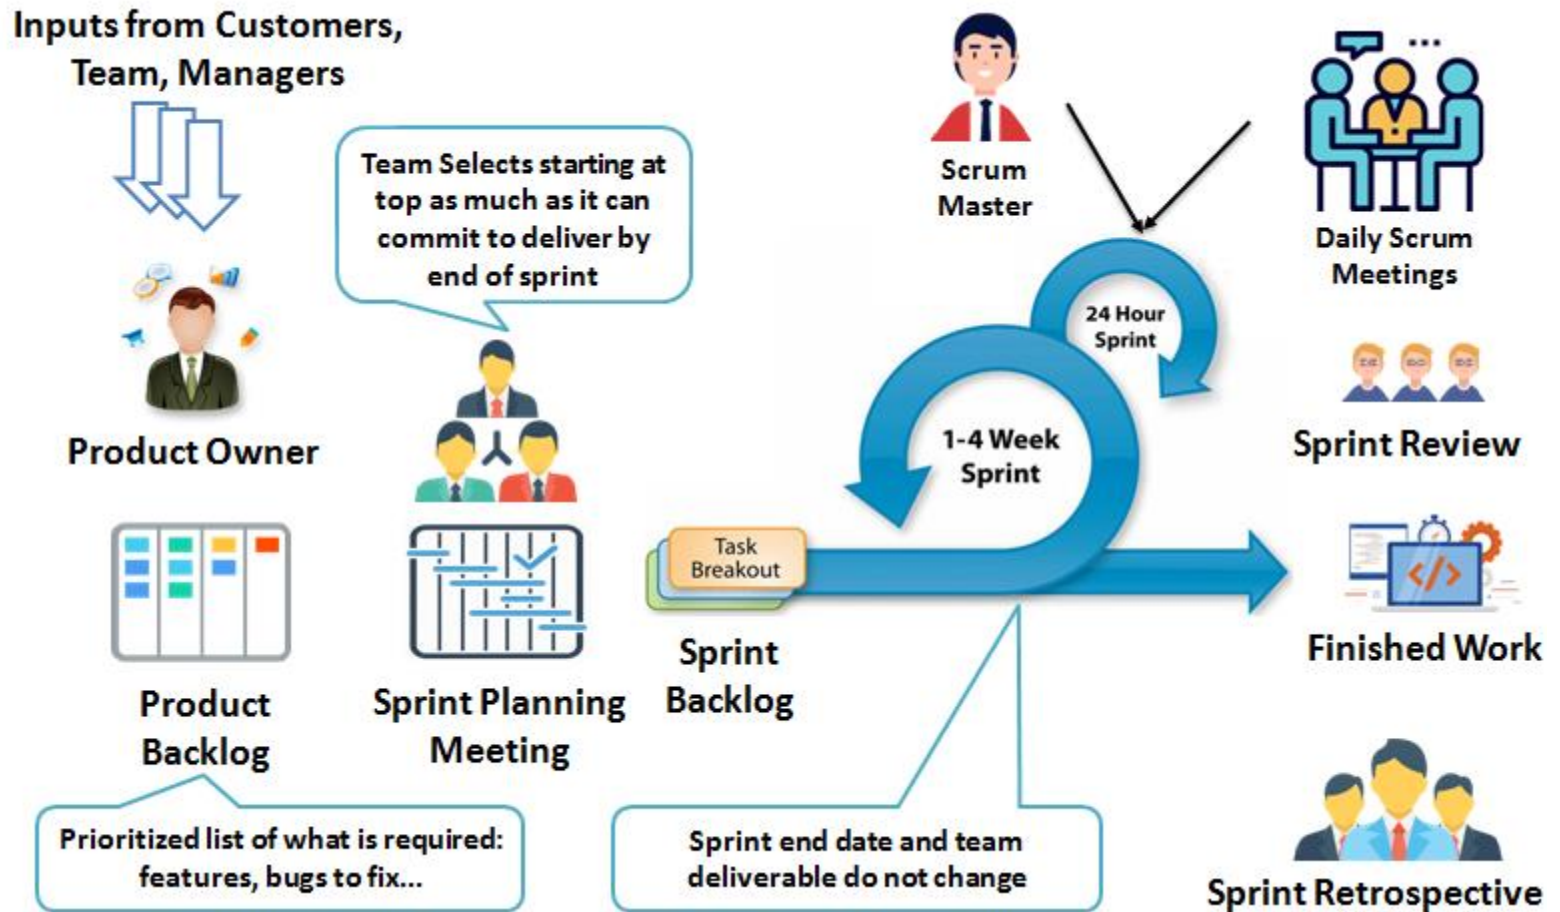 Inputs from Customers,
Team, Managers
Product Owner
Product
Backlog
Prioritized list of what is required:
features, bugs to fix...
Team Selects starting at
top as much as it can
commit to deliver by
end of sprint
Sprint Planning
Meeting
Task
Breakout
Sprint
Backlog
1-4 Week
Sprint
24 Hour
Sprint
Sprint end date and team
deliverable do not change
Scrum
Master
Daily Scrum
Meetings
Sprint Review
</>
Finished Work
Sprint Retrospective